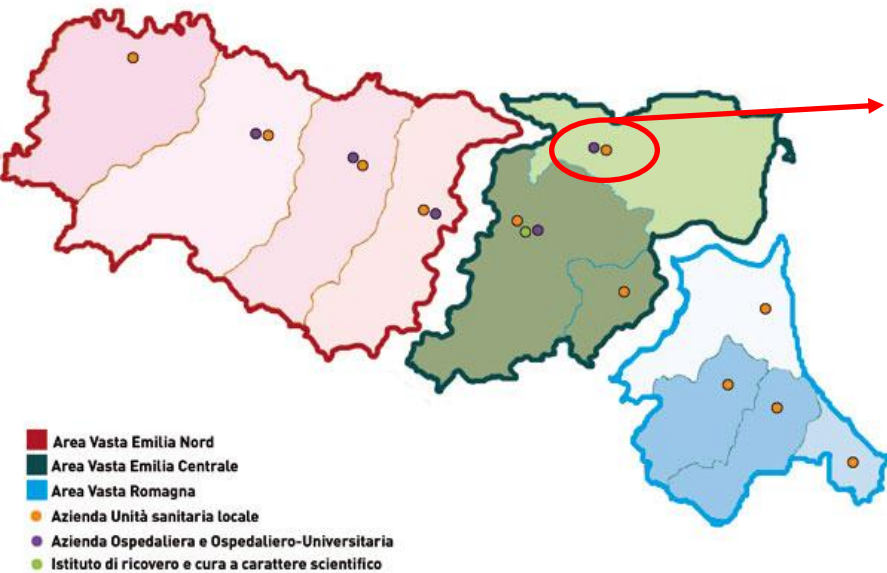 Area Vasta Emilia Nord
Area Vasta Emilia Centrale
Area Vasta Romagna
Azienda Unità sanitaria locale
Azienda Ospedaliera e Ospedaliero-Universitaria
Istituto di ricovero e cura a carattere scientifico